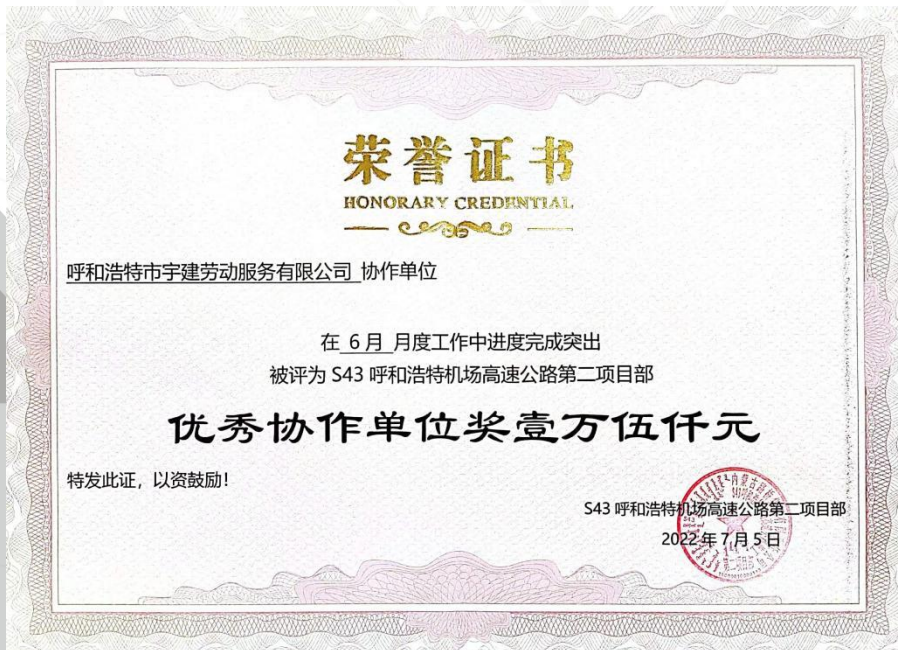 荣誉证书
HONORARY CREDENTIAL
呼和浩特市宇建劳动服务有限公司 协作单位
在 6月 月度工作中进度完成突出
被评为 S43 呼和浩特机场高速公路第二项目部
优秀协作单位奖壹万伍仟元
特发此证，以资鼓励！
S43 呼和浩特机场高速公路第二项目部
2022 年 7 月 5 日